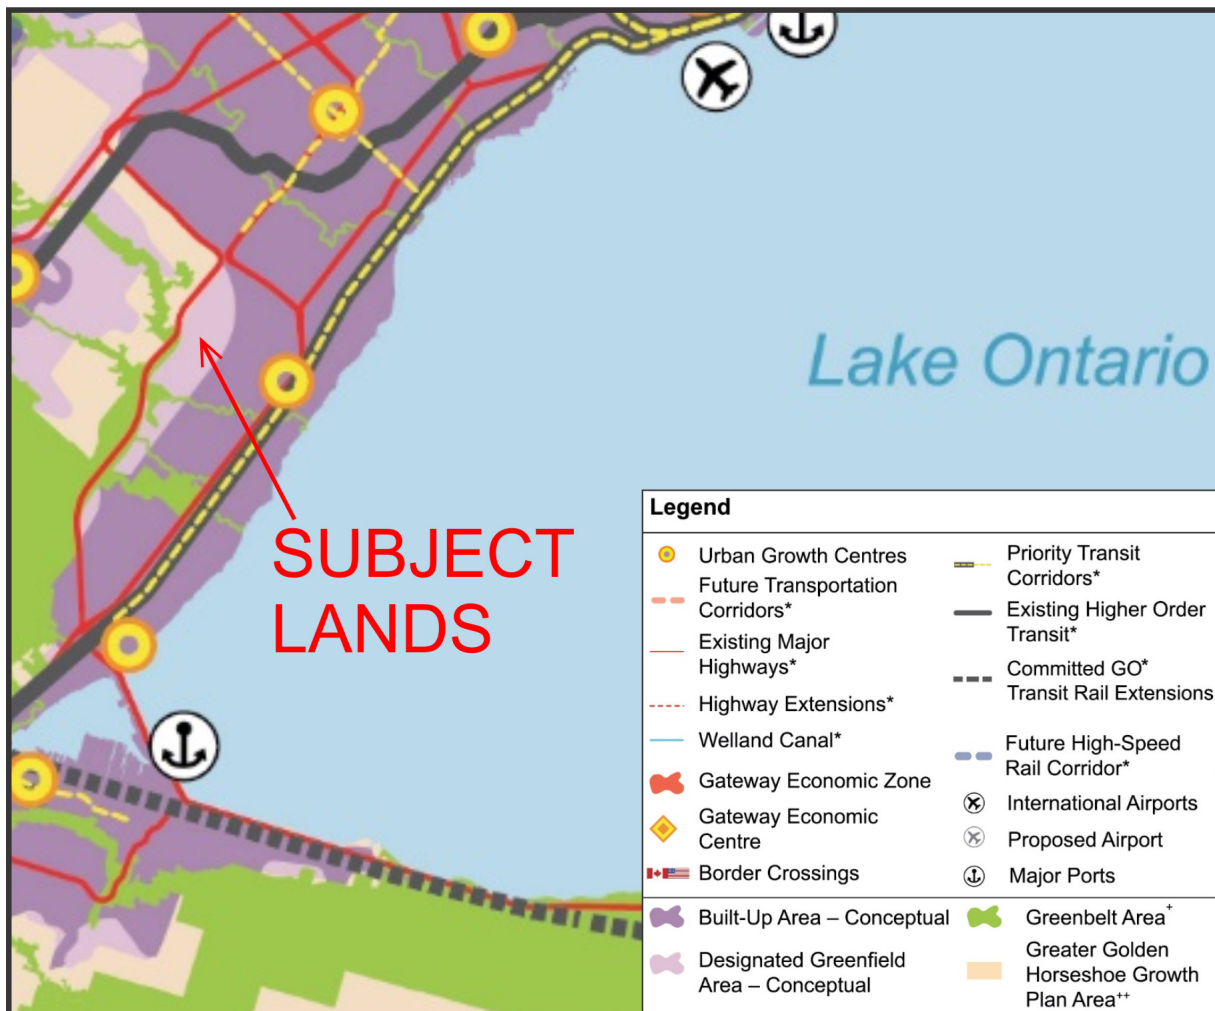 Lake Ontario
SUBJECT
LANDS
Legend
Urban Growth Centres
Future Transportation
Corridors*
Existing Major
Highways*
Highway Extensions*
Welland Canal*
Gateway Economic Zone
Gateway Economic
Centre
Border Crossings
Priority Transit
Corridors*
Existing Higher Order
Transit*
Committed GO*
Transit Rail Extensions
Future High-Speed
Rail Corridor*
International Airports
Proposed Airport
Major Ports
Built-Up Area – Conceptual
Designated Greenfield
Area – Conceptual
Greenbelt Area+
Greater Golden
Horseshoe Growth
Plan Area++